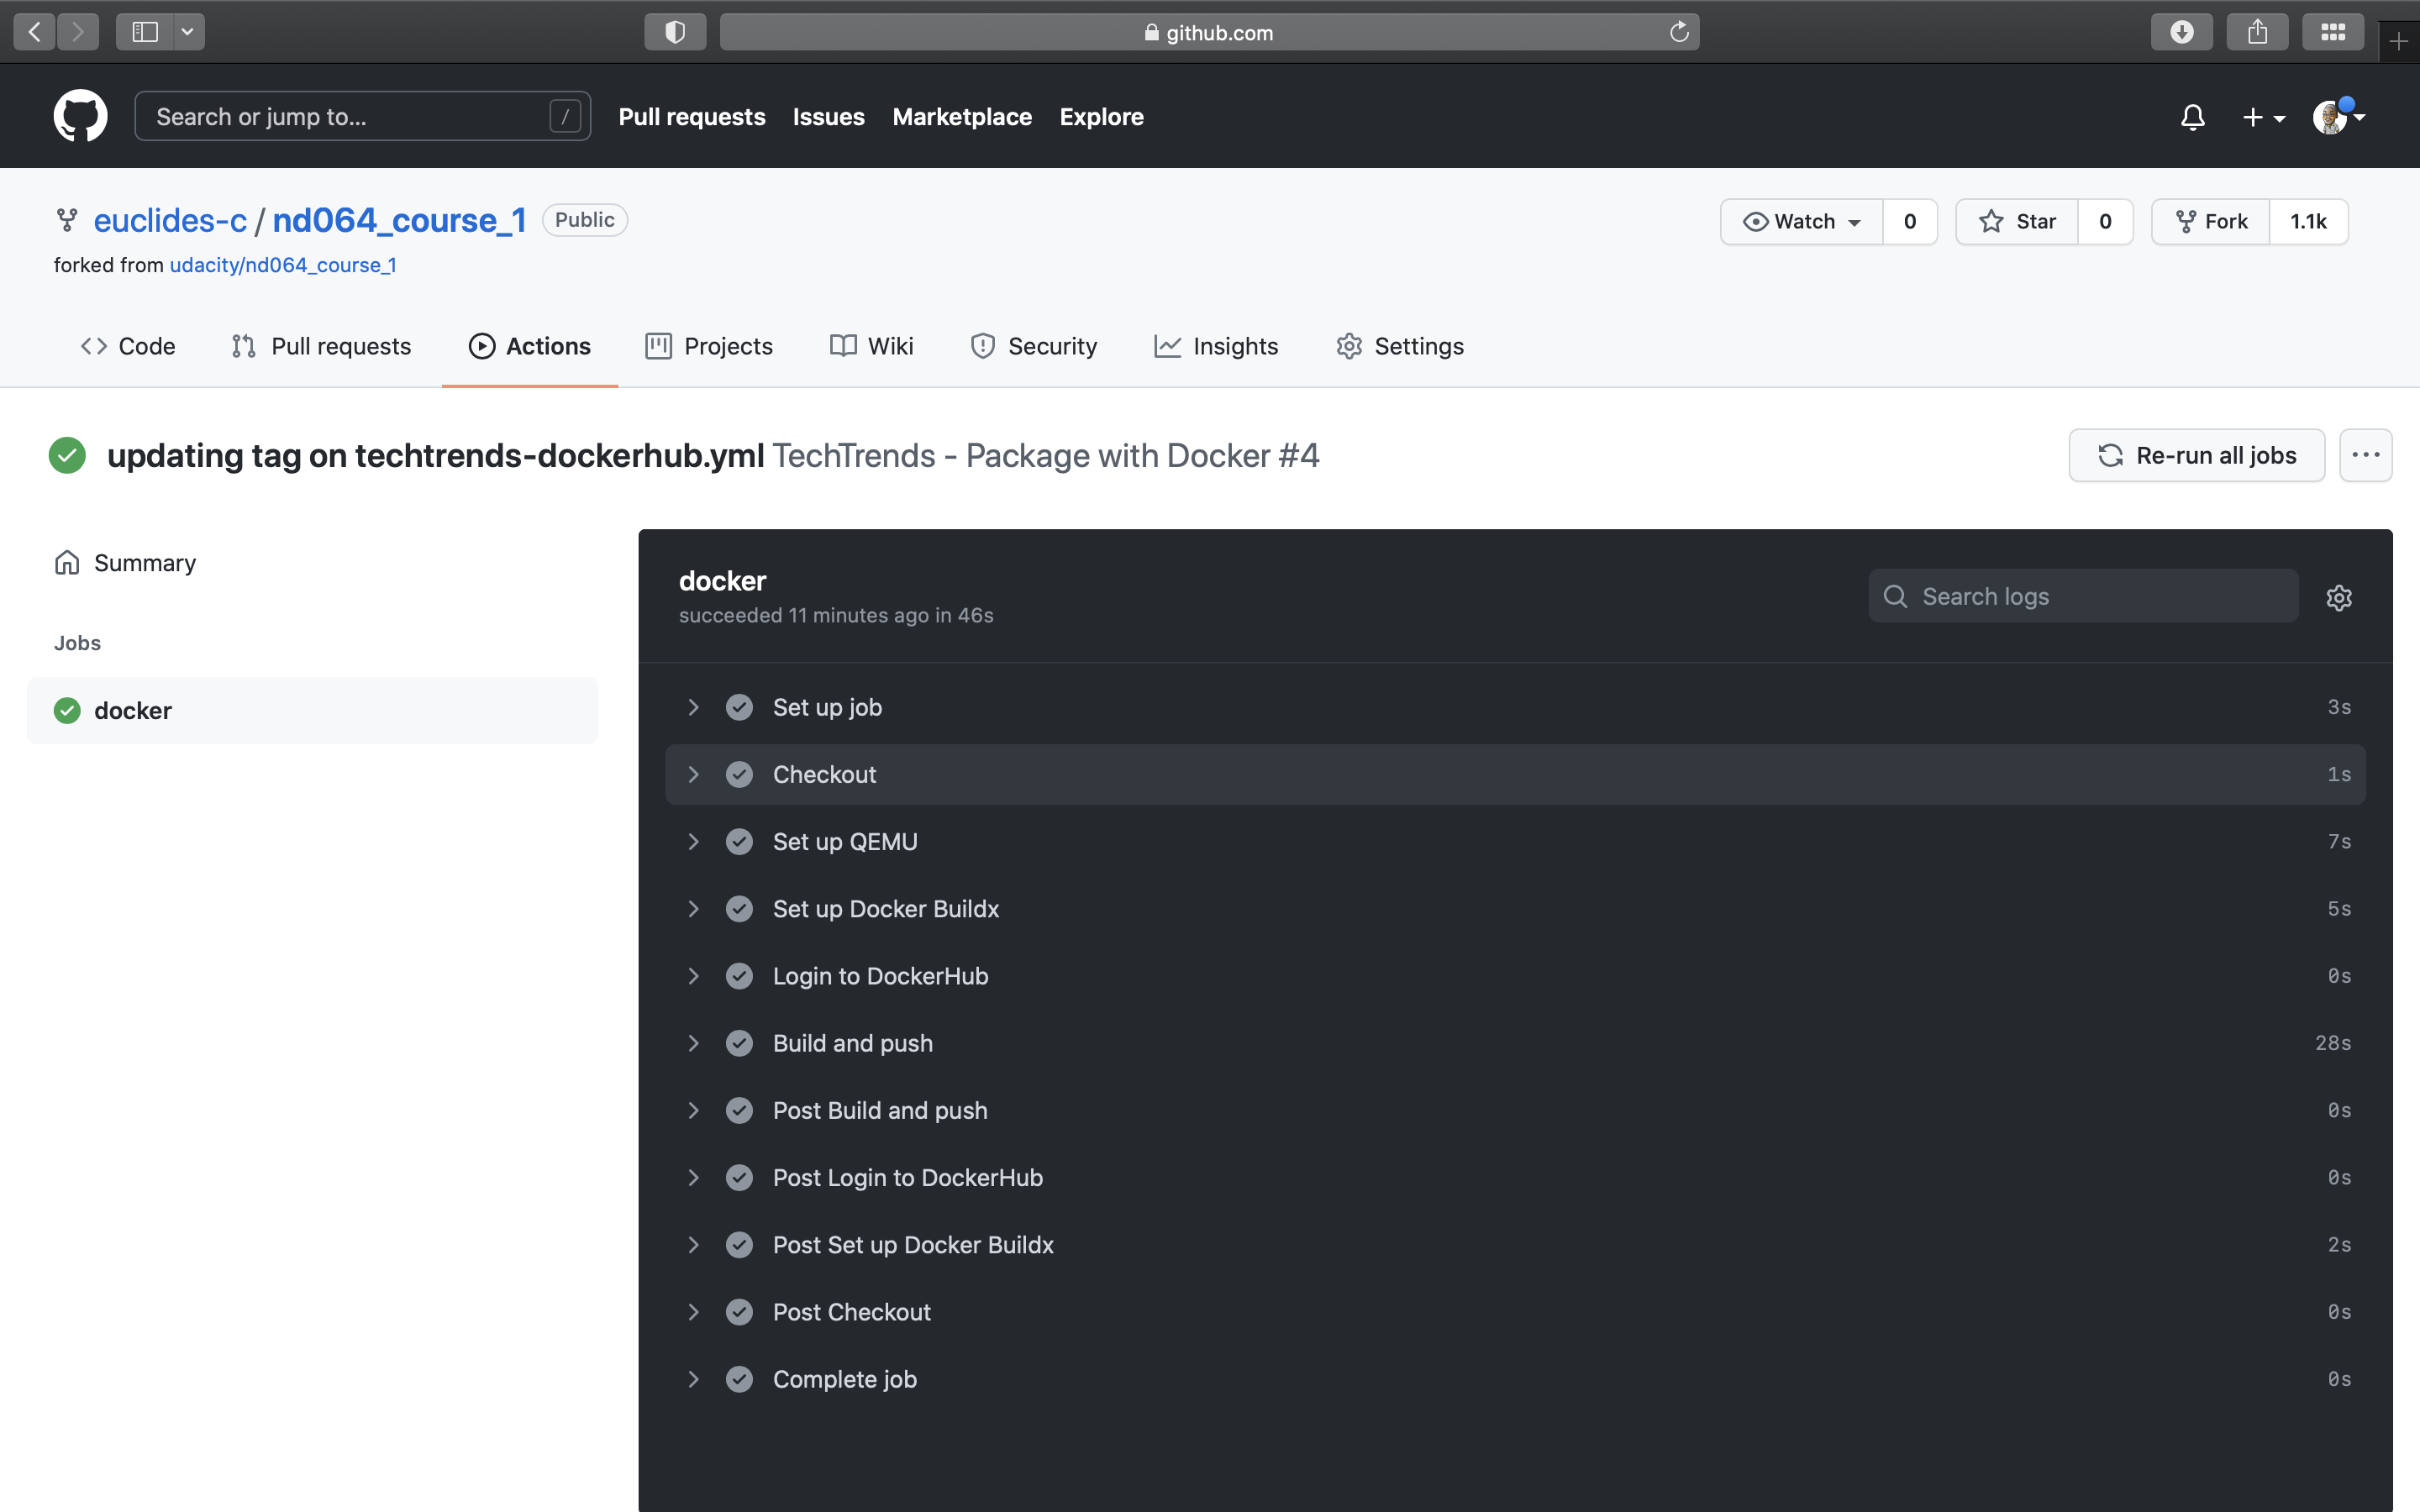 github.com
Search or jump to... / Pull requests Issues Marketplace Explore
euclides-c / nd064_course_1 Public Watch 0 Star 0 Fork 1.1k
forked from udacity/nd064_course_1
Code Pull requests Actions Projects Wiki Security Insights Settings
updating tag on techtrends-dockerhub.yml TechTrends - Package with Docker #4 Re-run all jobs
Summary
Jobs
docker
docker
succeeded 11 minutes ago in 46s
Search logs
Set up job 3s
Checkout 1s
Set up QEMU 7s
Set up Docker Buildx 5s
Login to DockerHub 0s
Build and push 28s
Post Build and push 0s
Post Login to DockerHub 0s
Post Set up Docker Buildx 2s
Post Checkout 0s
Complete job 0s